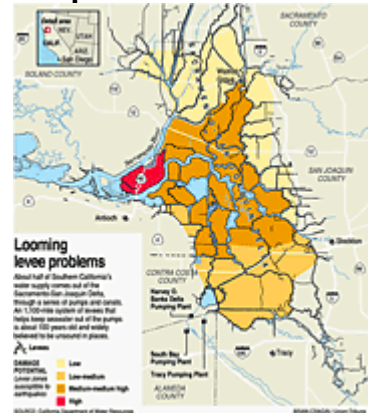 Detail area
NEV.
UTAH
CALIF.
ARIZ.
San Diego
SACRAMENTO
COUNTY
SOLANO COUNTY
Walnut
Grove
SAN JOAQUIN
COUNTY
Antioch
Stockton
CONTRA COSTA
COUNTY
Harvey O.
Banks Delta
Pumping Plant
South Bay
Pumping Plant
Tracy Pumping Plant
Tracy
ALAMEDA
COUNTY
Looming
levee problems
About half of Southern California's
water supply comes out of the
Sacramento-San Joaquin Delta,
through a series of pumps and canals.
An 1,100-mile system of levees that
helps keep seawater out of the pumps
is about 100 years old and widely
believed to be unsound in places.
Levees
DAMAGE
POTENTIAL
Levee zones
susceptible to
earthquakes
Low
Low-medium
Medium-medium high
High
SOURCE: California Department of Water Resources
Union-Tribune